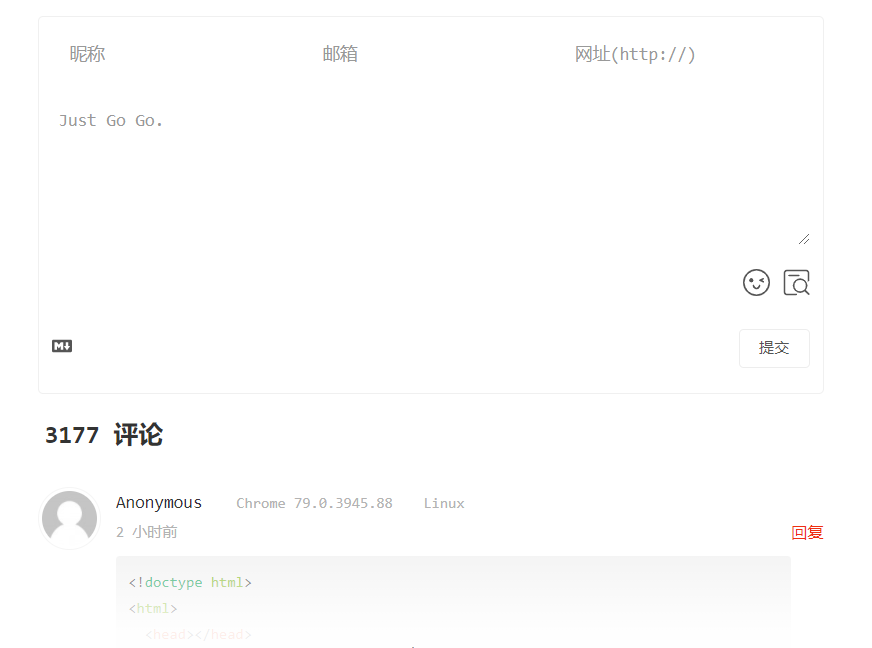 昵称 邮箱 网址(http://)
Just Go Go.
M
提交
3177 评论
Anonymous Chrome 79.0.3945.88 Linux
2 小时前 回复
<!doctype html>
<html>
<head></head>